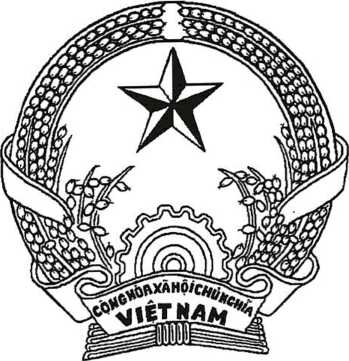 CỘNG HÒA XÃ HỘI CHỦ NGHĨA
VIỆT NAM